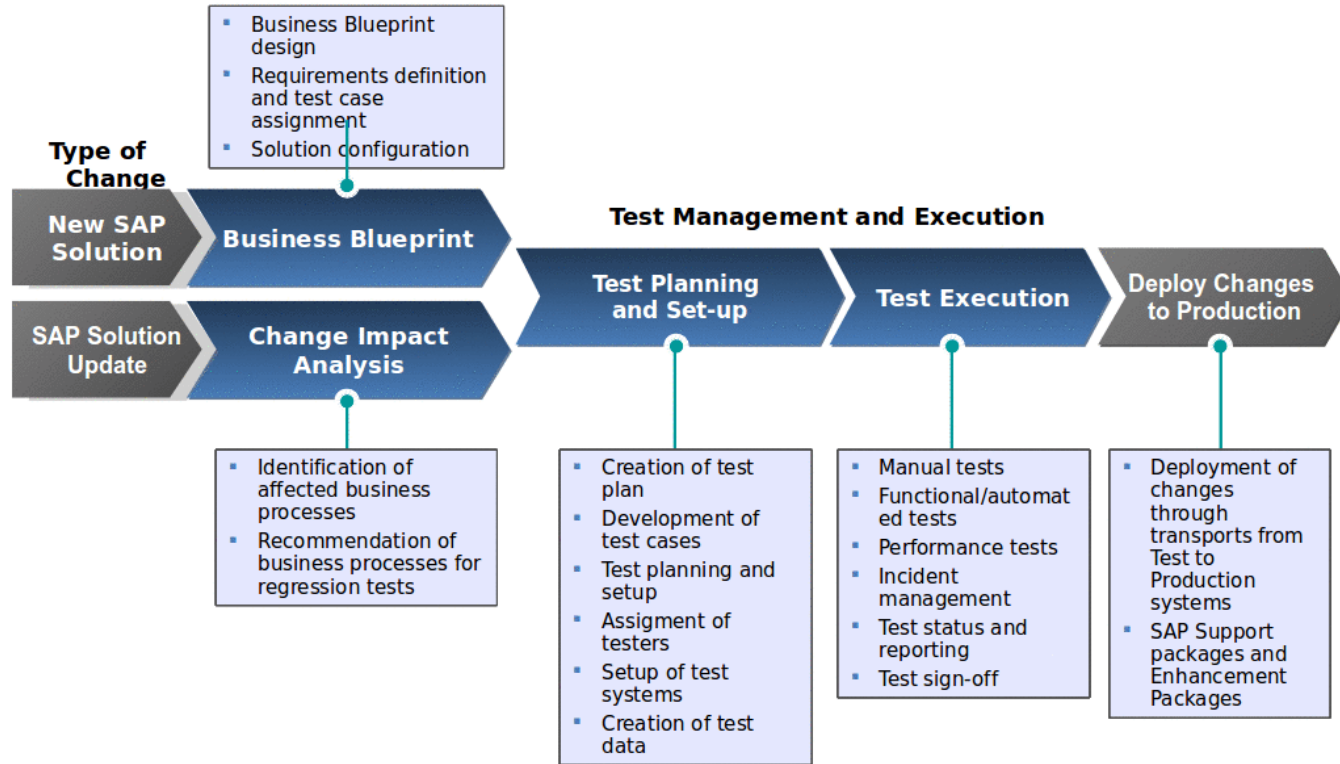 Business Blueprint
design
Requirements definition
and test case
assignment
Solution configuration
Type of
Change
New SAP
Solution
Business Blueprint
SAP Solution
Update
Change Impact
Analysis
Test Management and Execution
Test Planning
and Set-up
Test Execution
Deploy Changes
to Production
Identification of
affected business
processes
Recommendation of
business processes for
regression tests
Creation of test
plan
Development of
test cases
Test planning and
setup
Assigment of
testers
Setup of test
systems
Creation of test
data
Manual tests
Functional/automat
ed tests
Performance tests
Incident
management
Test status and
reporting
Test sign-off
Deployment of
changes
through
transports from
Test to
Production
systems
SAP Support
packages and
Enhancement
Packages